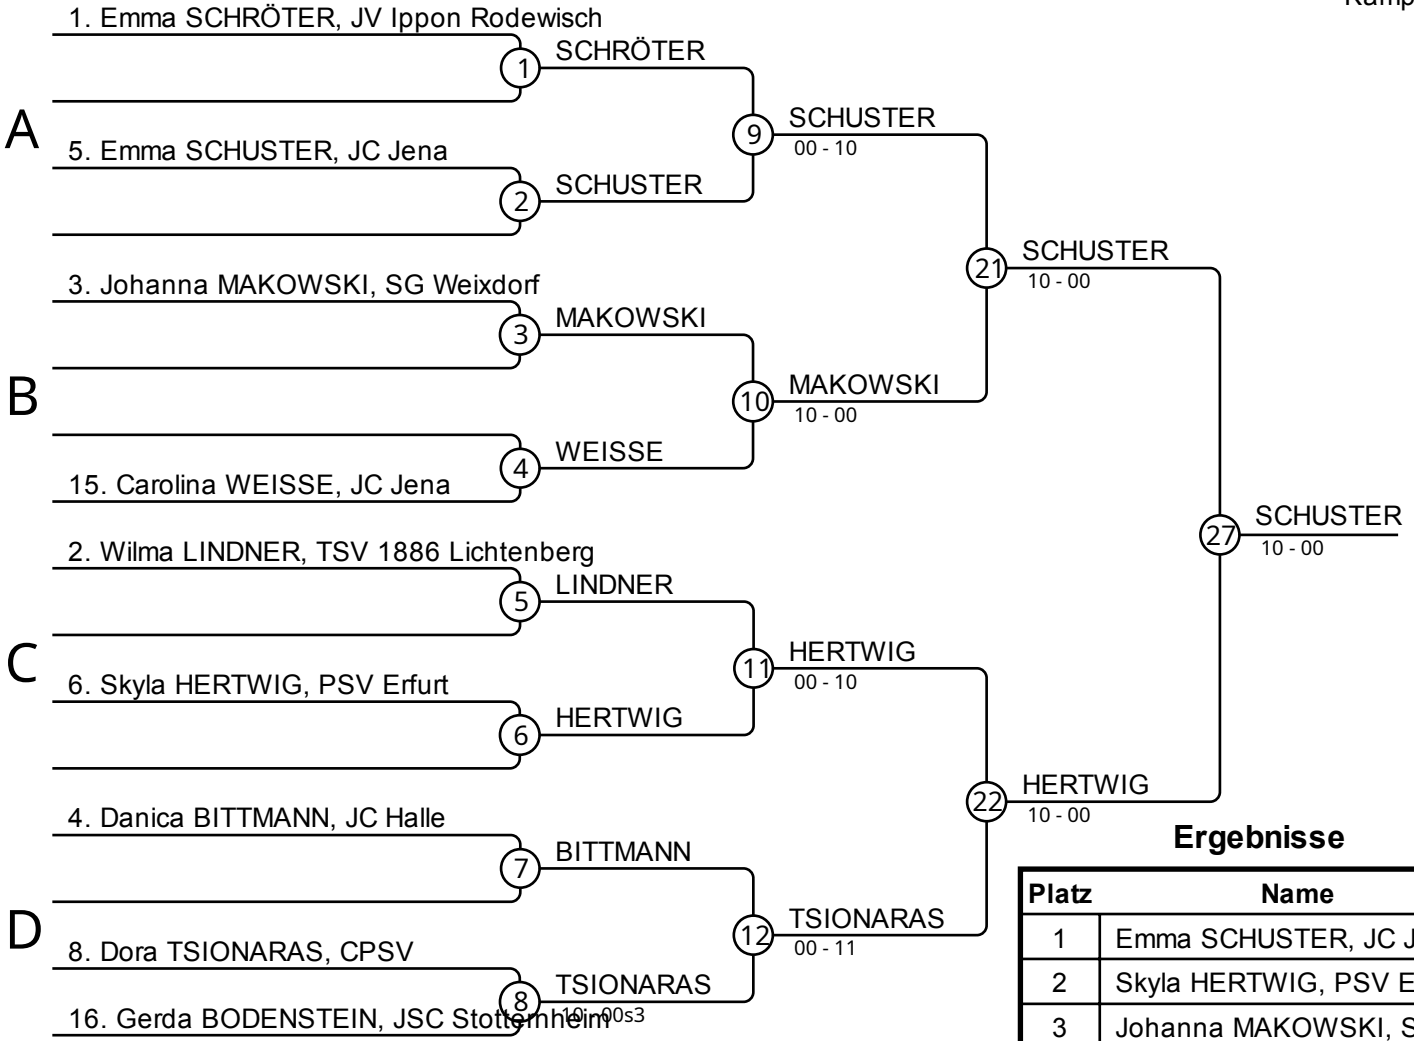 1. Emma SCHRÖTER, JV Ippon Rodewisch
1
SCHRÖTER
A
9
SCHUSTER
00 - 10
5. Emma SCHUSTER, JC Jena
2
SCHUSTER
21
SCHUSTER
10 - 00
3. Johanna MAKOWSKI, SG Weixdorf
3
MAKOWSKI
B
10
MAKOWSKI
10 - 00
4
WEISSE
15. Carolina WEISSE, JC Jena
27
SCHUSTER
10 - 00
2. Wilma LINDNER, TSV 1886 Lichtenberg
5
LINDNER
C
11
HERTWIG
00 - 10
6. Skyla HERTWIG, PSV Erfurt
6
HERTWIG
22
HERTWIG
10 - 00
4. Danica BITTMANN, JC Halle
7
BITTMANN
D
12
TSIONARAS
00 - 11
8. Dora TSIONARAS, CPSV
8
TSIONARAS
10 - 00s3
16. Gerda BODENSTEIN, JSC Stotternheim
Ergebnisse
Platz Name
1 Emma SCHUSTER, JC J
2 Skyla HERTWIG, PSV E
3 Johanna MAKOWSKI, S